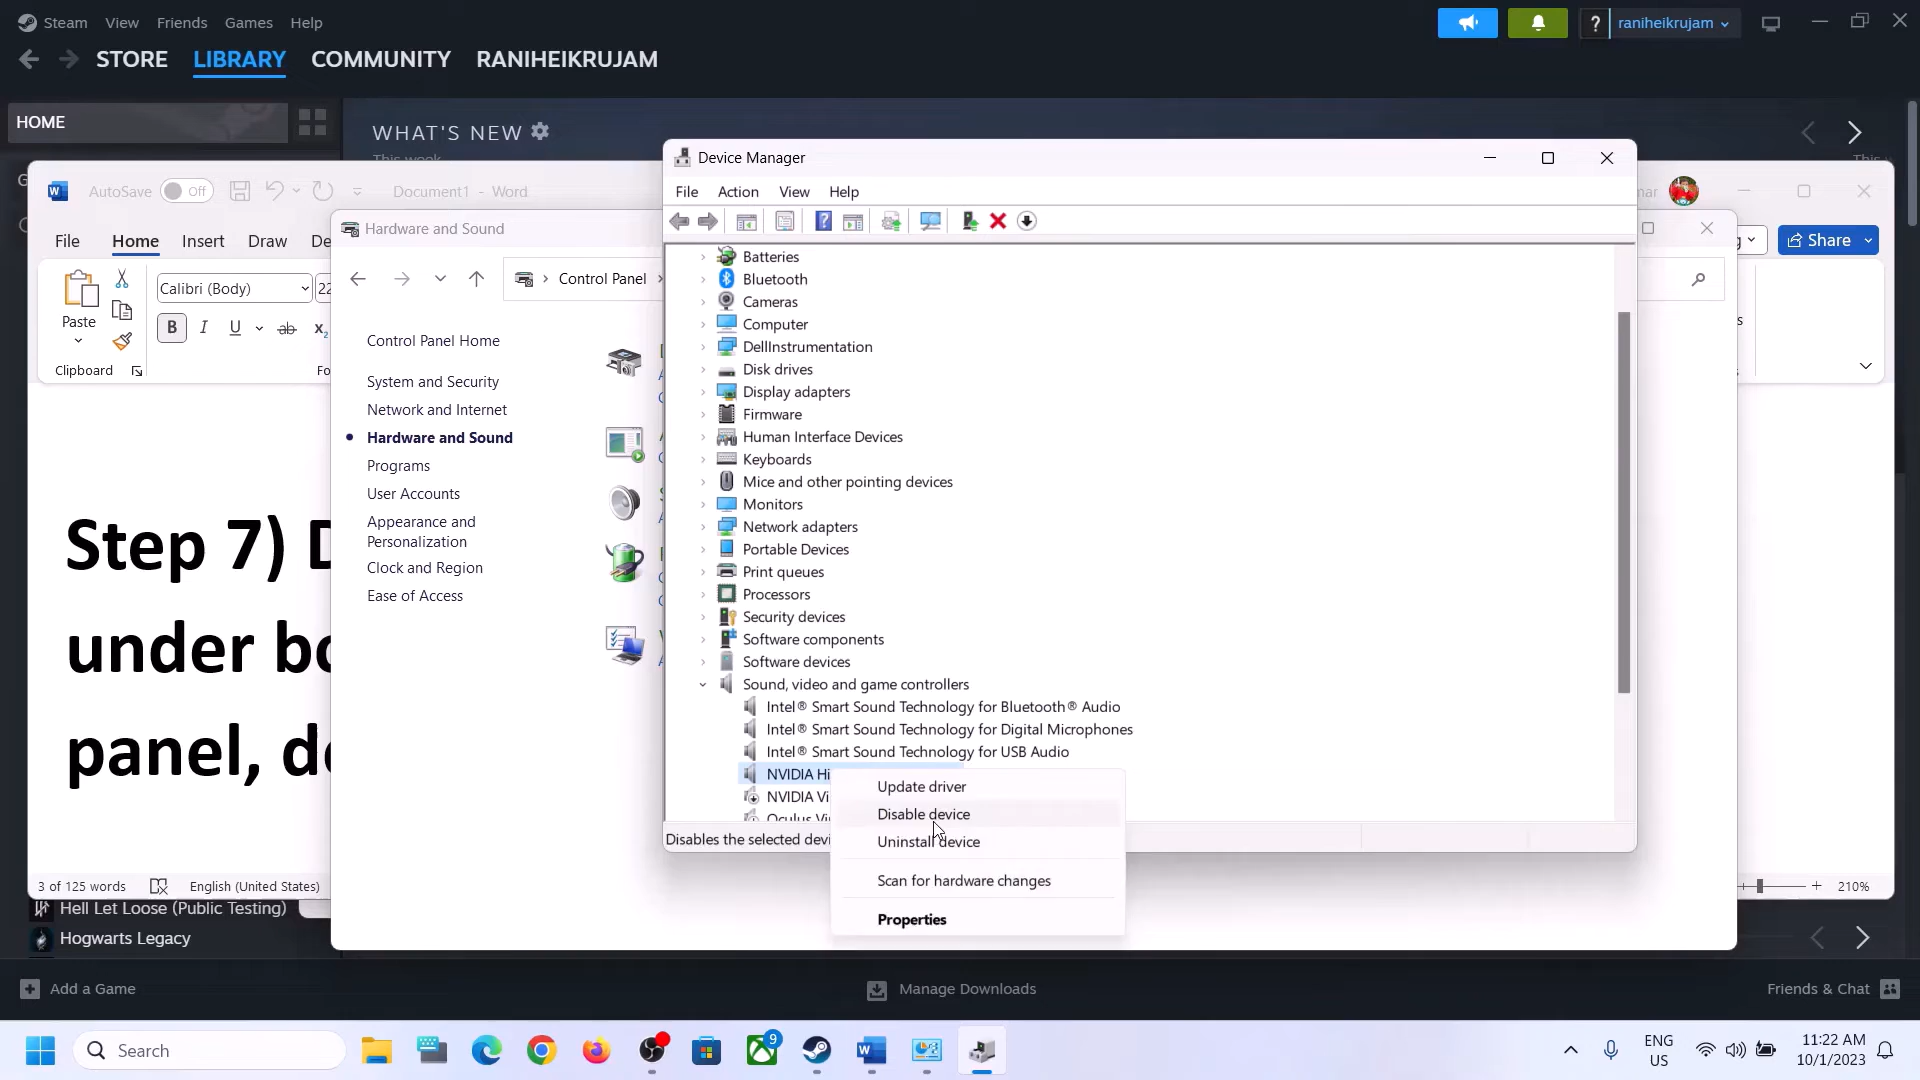 Steam View Friends Games Help
? raniheikrujam
STORE LIBRARY COMMUNITY RANIHEIKRUJAM
HOME
WHAT'S NEW
This week
AutoSave Off
Document1 - Word
File Home Insert Draw
Share
Calibri (Body)
Paste
B I U ab
Clipboard
Step 7)
under
panel,
3 of 125 words
English (United States)
210%
Hardware and Sound
Control Panel
Control Panel Home
System and Security
Network and Internet
Hardware and Sound
Programs
User Accounts
Appearance and
Personalization
Clock and Region
Ease of Access
Device Manager
File Action View Help
Batteries
Bluetooth
Cameras
Computer
DellInstrumentation
Disk drives
Display adapters
Firmware
Human Interface Devices
Keyboards
Mice and other pointing devices
Monitors
Network adapters
Portable Devices
Print queues
Processors
Security devices
Software components
Software devices
Sound, video and game controllers
Intel® Smart Sound Technology for Bluetooth® Audio
Intel® Smart Sound Technology for Digital Microphones
Intel® Smart Sound Technology for USB Audio
NVIDIA Hi
NVIDIA Vi
Oculus Vi
Disables the selected devi
Update driver
Disable device
Uninstall device
Scan for hardware changes
Properties
Hell Let Loose (Public Testing)
Hogwarts Legacy
Add a Game
Manage Downloads
Friends & Chat
Search
9
ENG
US
11:22 AM
10/1/2023